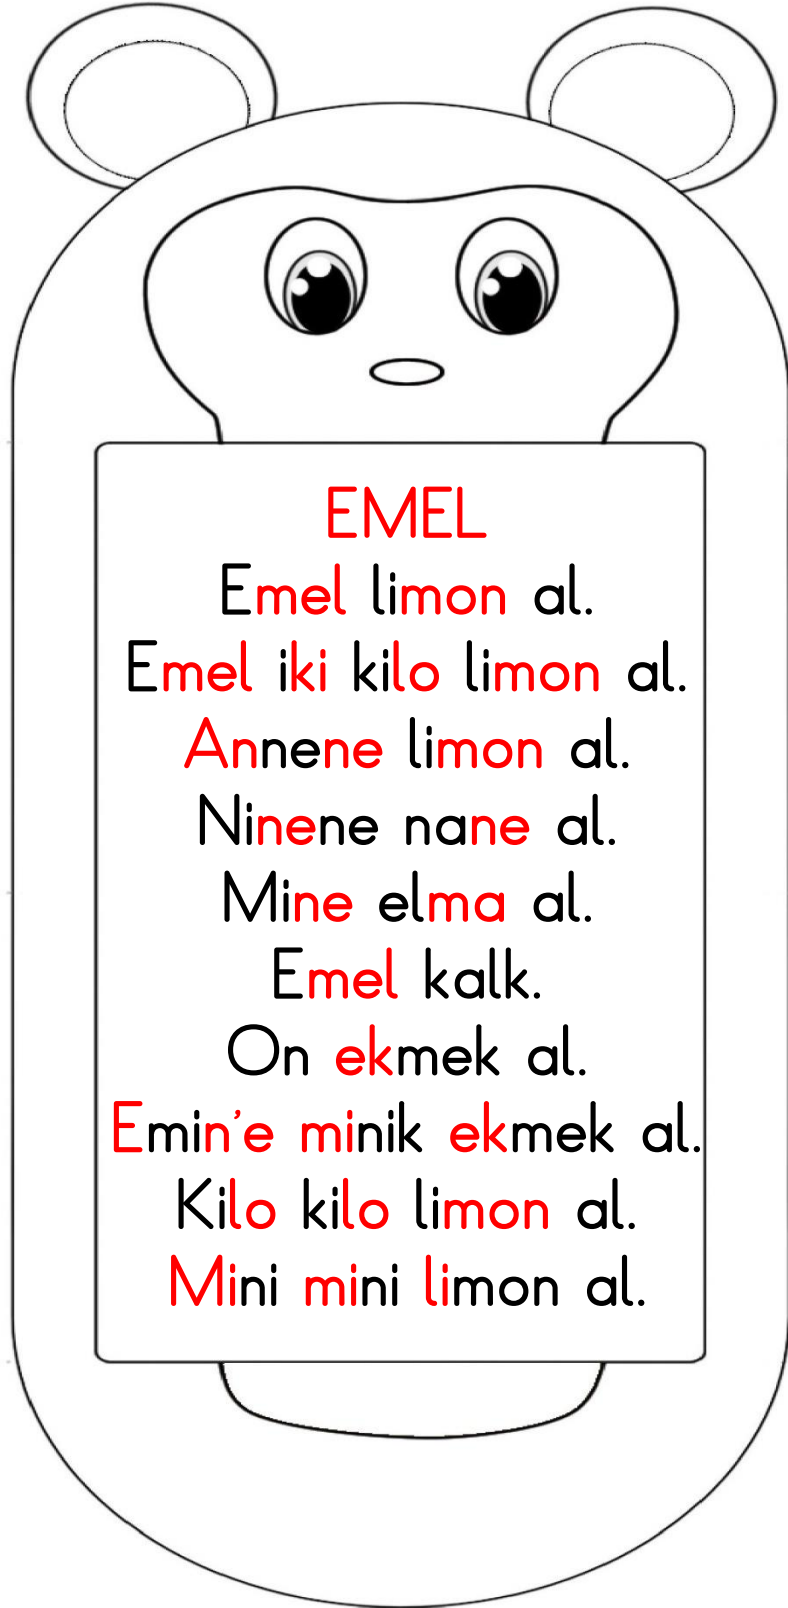 EMEL
Emel limon al.
Emel iki kilo limon al.
Annene limon al.
Ninene nane al.
Mine elma al.
Emel kalk.
On ekmek al.
Emin'e minik ekmek al.
Kilo kilo limon al.
Mini mini limon al.